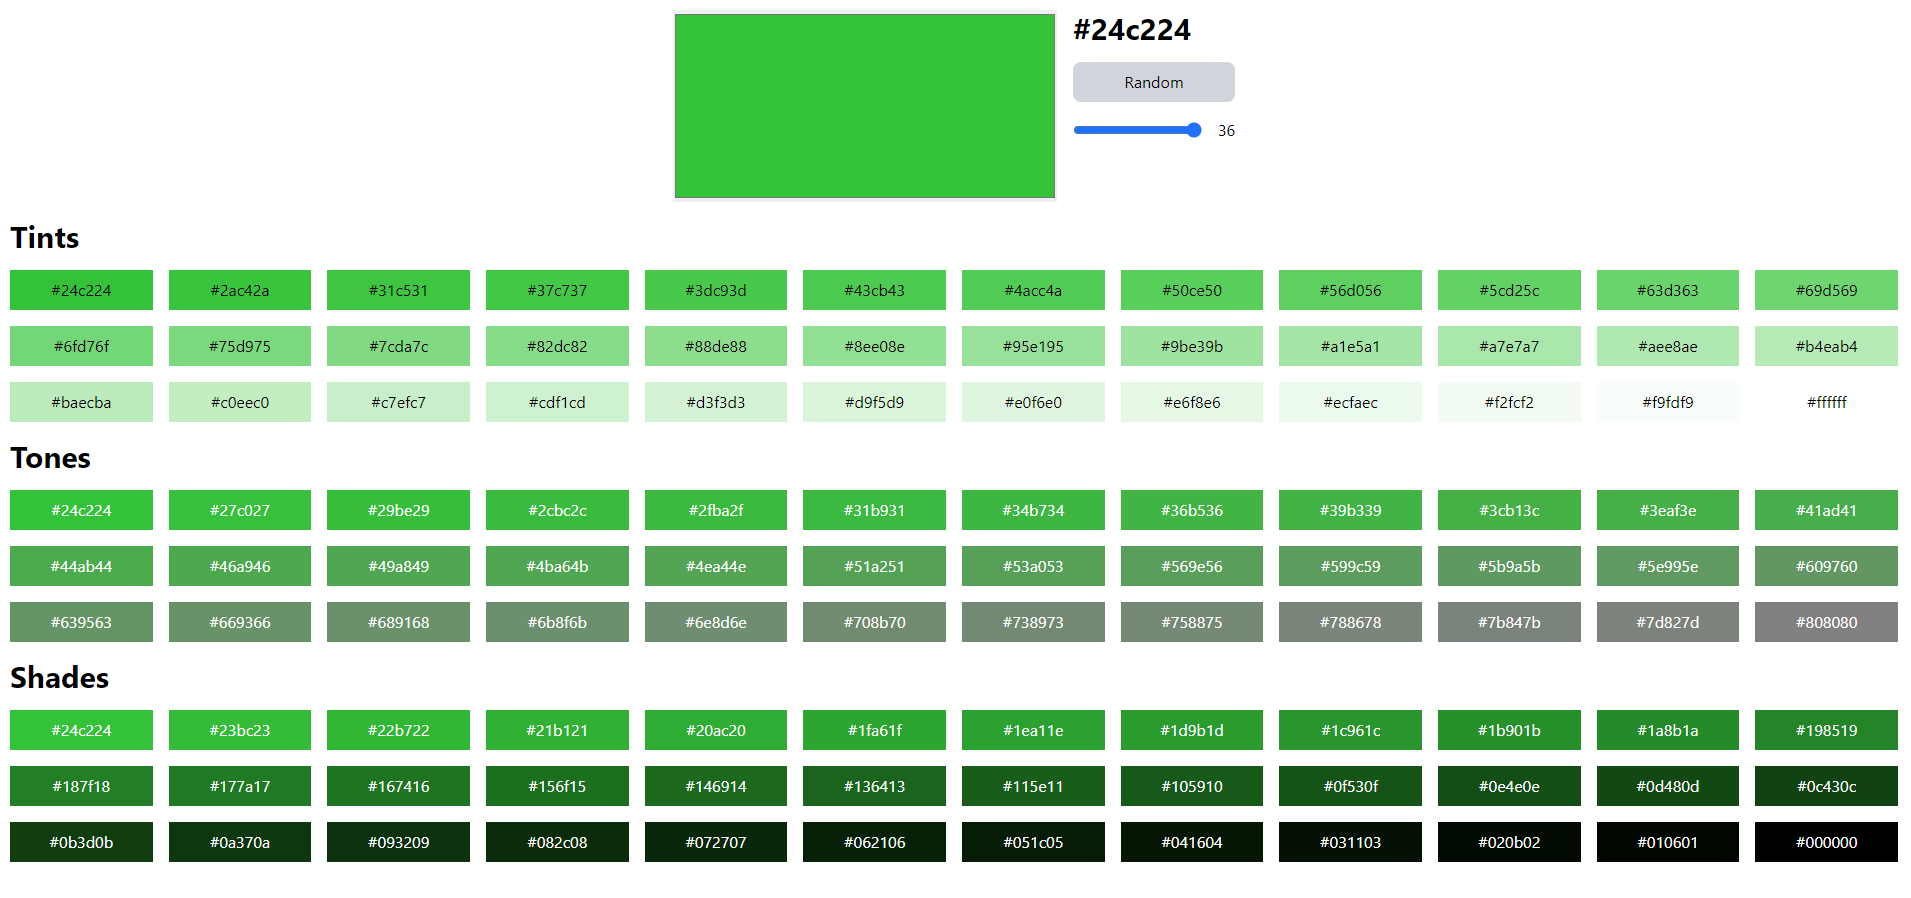 #24c224
Random
36
Tints
#24c224 #2ac42a #31c531 #37c737 #3dc93d #43cb43 #4acc4a #50ce50 #56d056 #5cd25c #63d363 #69d569
#6fd76f #75d975 #7cda7c #82dc82 #88de88 #8ee08e #95e195 #9be39b #a1e5a1 #a7e7a7 #aee8ae #b4eab4
#baecba #c0eec0 #c7efc7 #cdf1cd #d3f3d3 #d9f5d9 #e0f6e0 #e6f8e6 #ecfaec #f2fcf2 #f9fdf9 #ffffff
Tones
#24c224 #27c027 #29be29 #2cbc2c #2fba2f #31b931 #34b734 #36b536 #39b339 #3cb13c #3eaf3e #41ad41
#44ab44 #46a946 #49a849 #4ba64b #4ea44e #51a251 #53a053 #569e56 #599c59 #5b9a5b #5e995e #609760
#639563 #669366 #689168 #6b8f6b #6e8d6e #708b70 #738973 #758875 #788678 #7b847b #7d827d #808080
Shades
#24c224 #23bc23 #22b722 #21b121 #20ac20 #1fa61f #1ea11e #1d9b1d #1c961c #1b901b #1a8b1a #198519
#187f18 #177a17 #167416 #156f15 #146914 #136413 #115e11 #105910 #0f530f #0e4e0e #0d480d #0c430c
#0b3d0b #0a370a #093209 #082c08 #072707 #062106 #051c05 #041604 #031103 #020b02 #010601 #000000